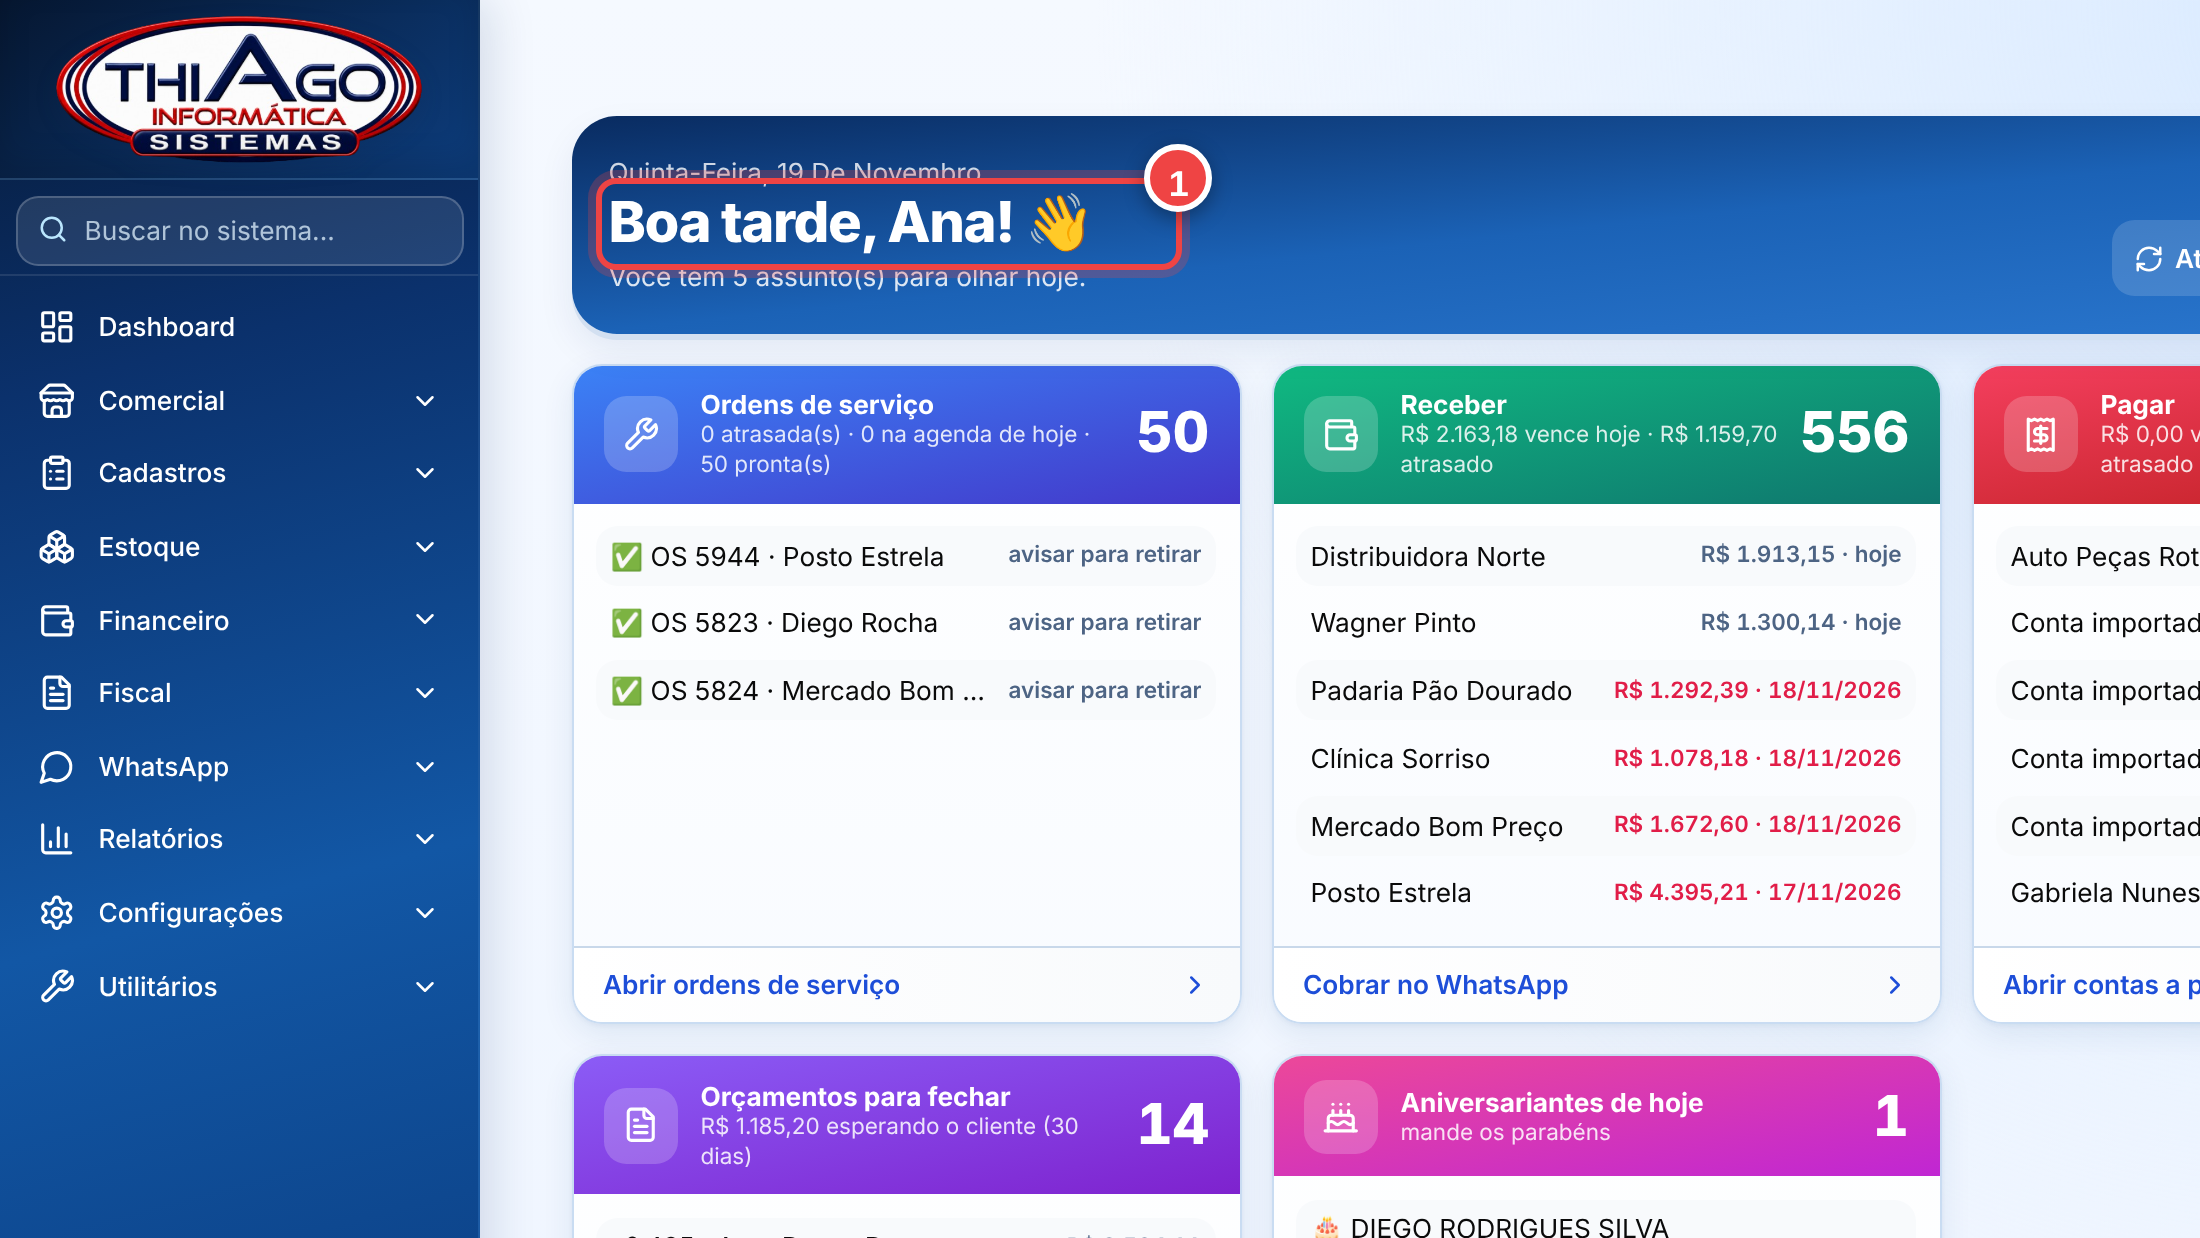 THIAGO
INFORMÁTICA
SISTEMAS
Buscar no sistema...
Dashboard
Comercial
Cadastros
Estoque
Financeiro
Fiscal
WhatsApp
Relatórios
Configurações
Utilitários
Quinta-Feira, 19 De Novembro
1
Boa tarde, Ana! 👋
Você tem 5 assunto(s) para olhar hoje.
Ordens de serviço
0 atrasada(s) · 0 na agenda de hoje ·
50 pronta(s)
50
✅ OS 5944 · Posto Estrela avisar para retirar
✅ OS 5823 · Diego Rocha avisar para retirar
✅ OS 5824 · Mercado Bom ... avisar para retirar
Abrir ordens de serviço
Receber
R$ 2.163,18 vence hoje · R$ 1.159,70
atrasado
556
Distribuidora Norte R$ 1.913,15 · hoje
Wagner Pinto R$ 1.300,14 · hoje
Padaria Pão Dourado R$ 1.292,39 · 18/11/2026
Clínica Sorriso R$ 1.078,18 · 18/11/2026
Mercado Bom Preço R$ 1.672,60 · 18/11/2026
Posto Estrela R$ 4.395,21 · 17/11/2026
Cobrar no WhatsApp
Pagar
R$ 0,00 v
atrasado
Auto Peças Rot
Conta importad
Conta importad
Conta importad
Conta importad
Gabriela Nunes
Abrir contas a p
Orçamentos para fechar
R$ 1.185,20 esperando o cliente (30
dias)
14
Aniversariantes de hoje
mande os parabéns
1
🎂 DIEGO RODRIGUES SILVA